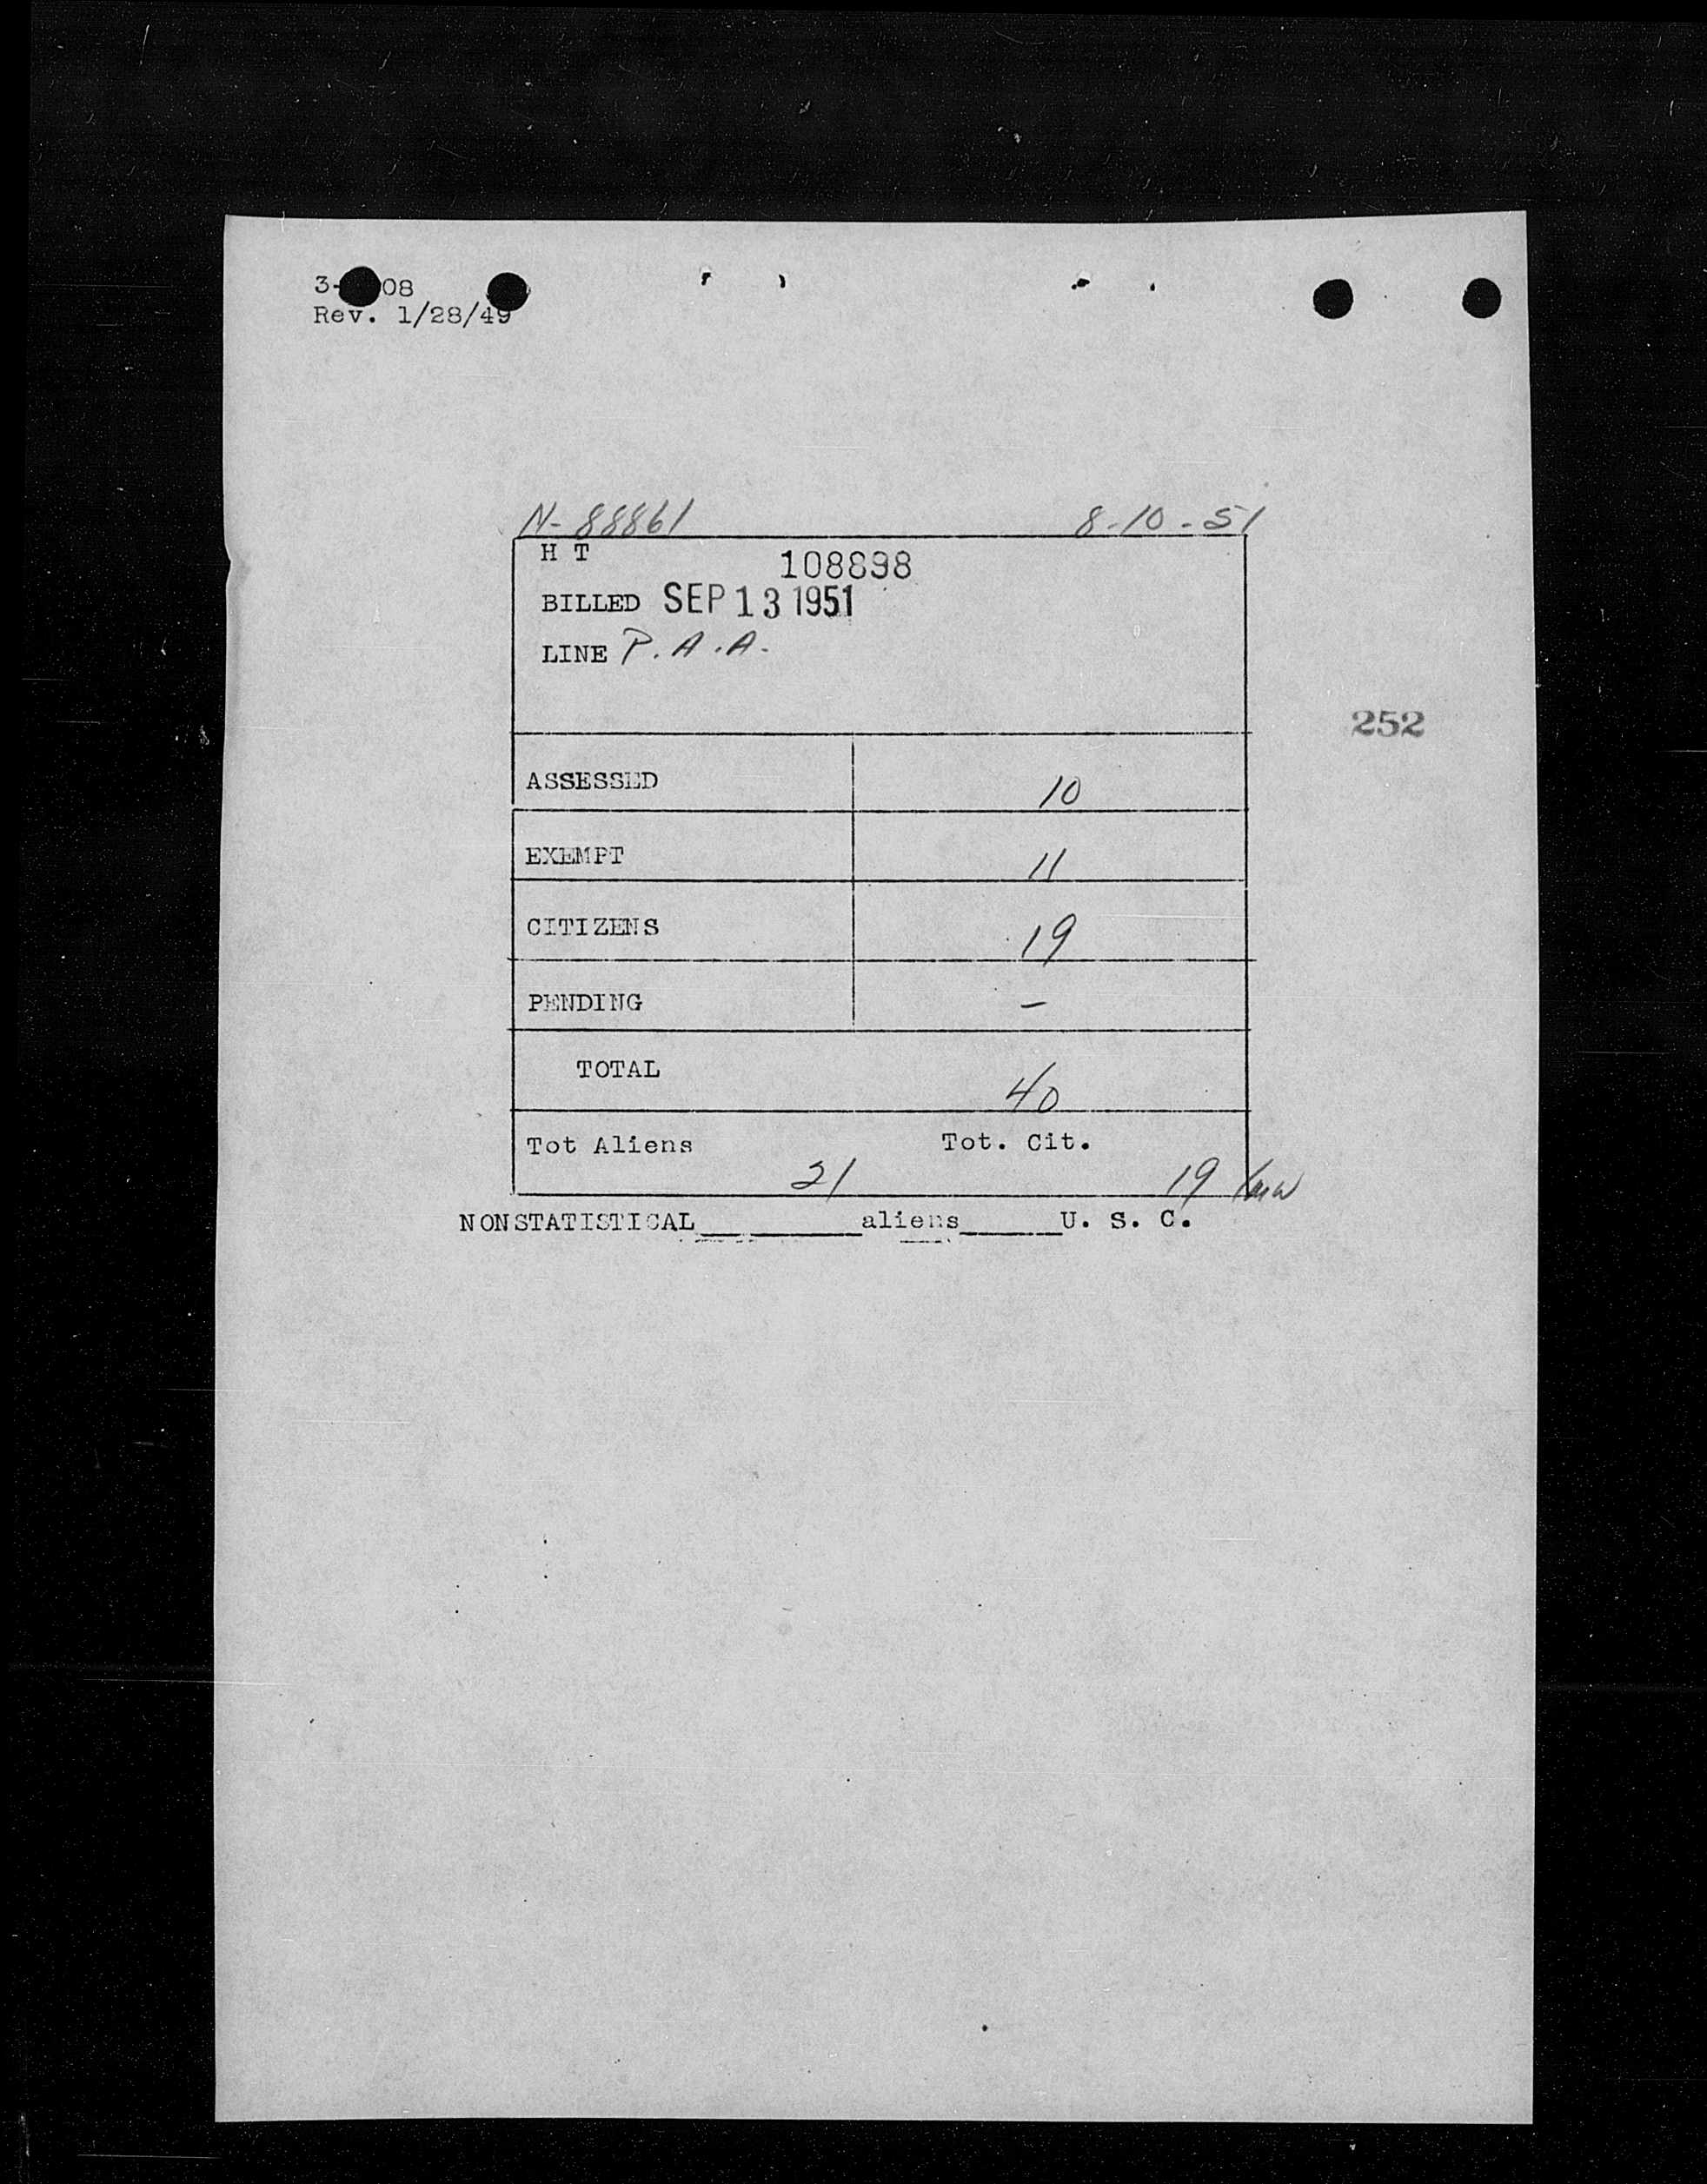 3- 08
Rev. 1/28/49
N-88861 8-10-51
H T 108898
BILLED SEP 13 1951
LINE P.A.A.
252
ASSESSED 10
EXEMPT 11
CITIZENS 19
PENDING -
TOTAL 40
Tot Aliens 21 Tot. Cit. 19
NONSTATISTICAL aliens U. S. C.